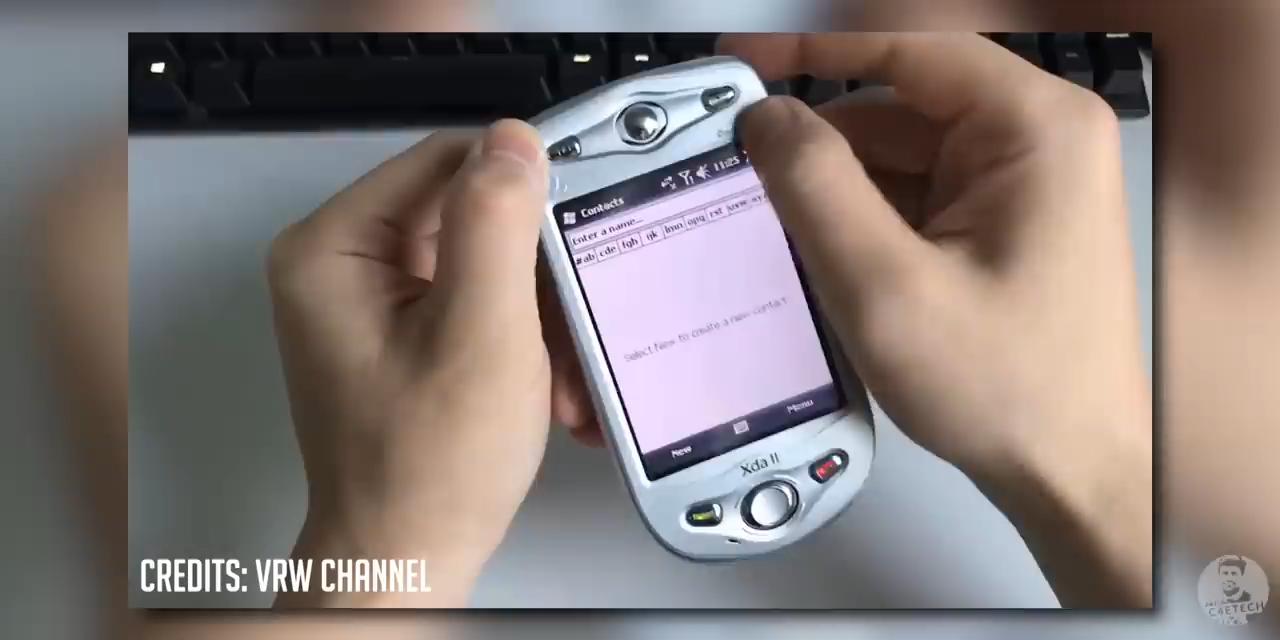 11:25
Contacts
Enter a name...
#ab cde fgh ijk lmn opq rst uvw xyz
Select New to create a new contact
New Menu
Xda II
CREDITS: VRW CHANNEL
C4ETECH